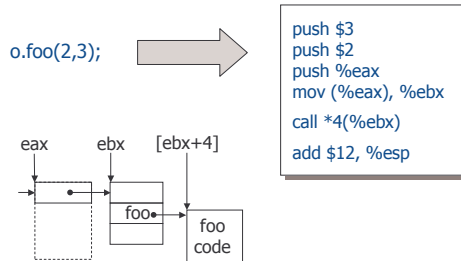 o.foo(2,3);
push $3
push $2
push %eax
mov (%eax), %ebx
call *4(%ebx)
add $12, %esp
eax
ebx
[ebx+4]
foo
foo
code